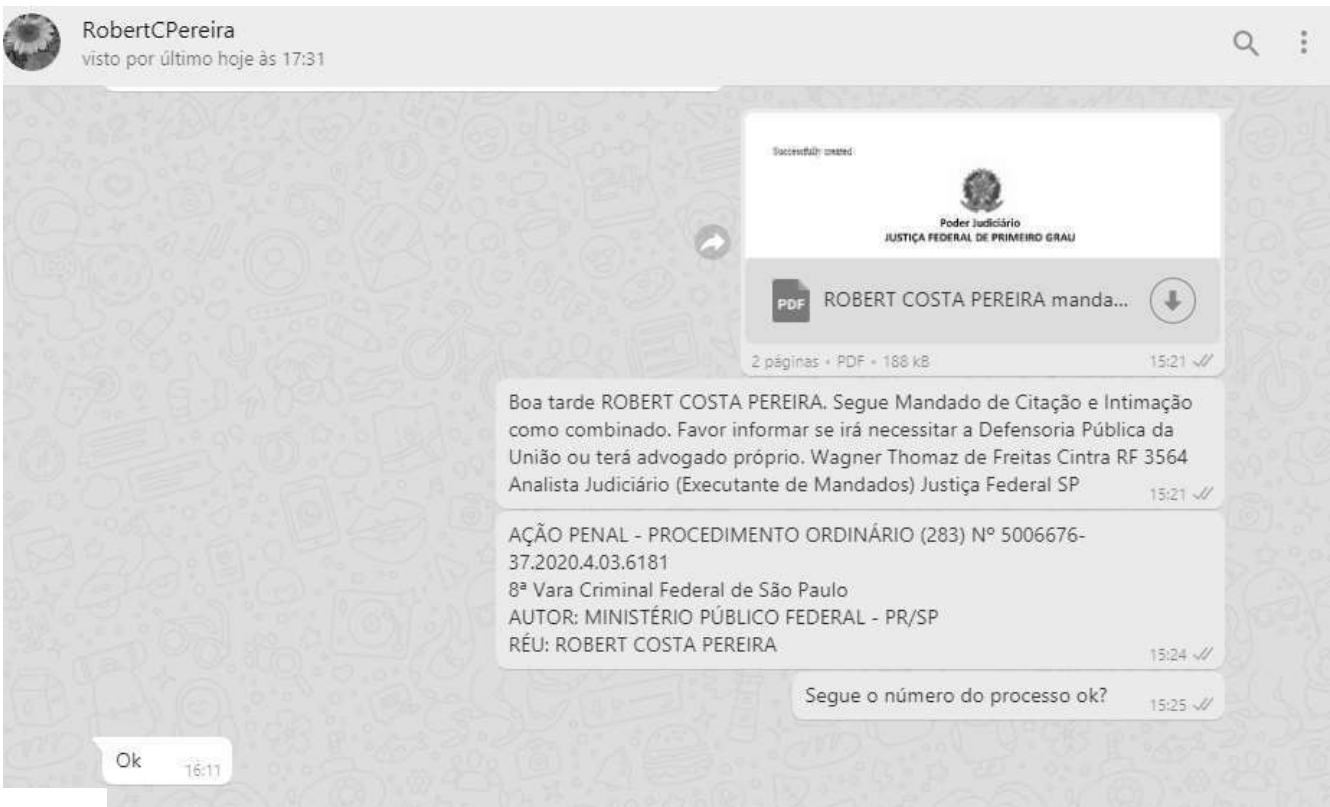 RobertCPereira
visto por último hoje às 17:31
Successfully created
Poder Judiciário
JUSTIÇA FEDERAL DE PRIMEIRO GRAU
PDF
ROBERT COSTA PEREIRA manda...
2 páginas • PDF • 188 kB
15:21
Boa tarde ROBERT COSTA PEREIRA. Segue Mandado de Citação e Intimação
como combinado. Favor informar se irá necessitar a Defensoria Pública da
União ou terá advogado próprio. Wagner Thomaz de Freitas Cintra RF 3564
Analista Judiciário (Executante de Mandados) Justiça Federal SP
15:21
AÇÃO PENAL - PROCEDIMENTO ORDINÁRIO (283) Nº 5006676-
37.2020.4.03.6181
8ª Vara Criminal Federal de São Paulo
AUTOR: MINISTÉRIO PÚBLICO FEDERAL - PR/SP
RÉU: ROBERT COSTA PEREIRA
15:24
Segue o número do processo ok?
15:25
Ok
16:11